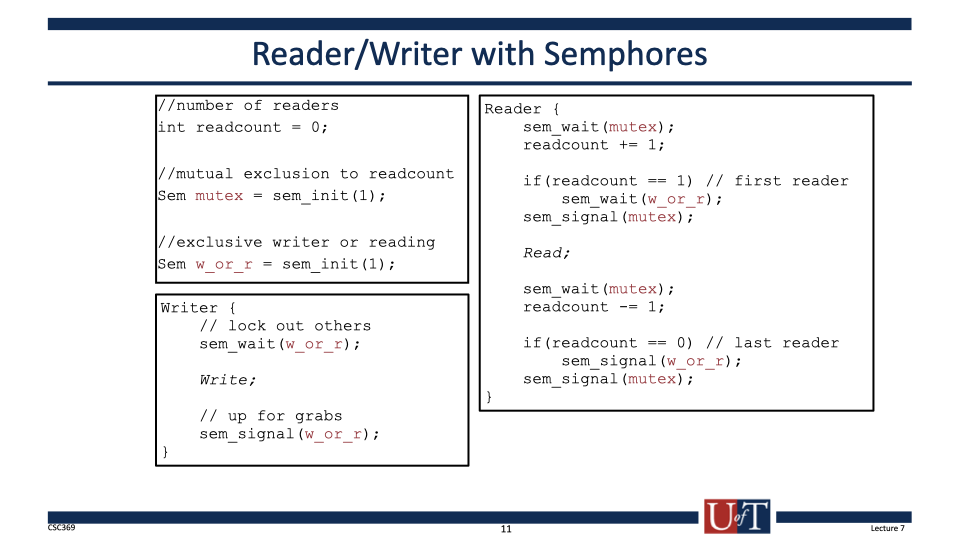 Reader/Writer with Semphores
//number of readers
int readcount = 0;
//mutual exclusion to readcount
Sem mutex = sem_init(1);
//exclusive writer or reading
Sem w_or_r = sem_init(1);
Writer {
// lock out others
sem_wait(w_or_r);
Write;
// up for grabs
sem_signal(w_or_r);
}
Reader {
sem_wait(mutex);
readcount += 1;
if(readcount == 1) // first reader
sem_wait(w_or_r);
sem_signal(mutex);
Read;
sem_wait(mutex);
readcount -= 1;
if(readcount == 0) // last reader
sem_signal(w_or_r);
sem_signal(mutex);
}
CSC369
11
U of T
Lecture 7